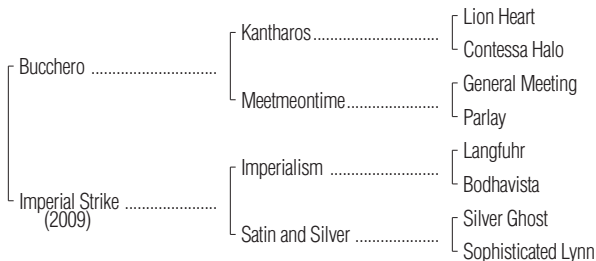 Lion Heart
Kantharos
Contessa Halo
Bucchero
General Meeting
Meetmeontime
Parlay
Langfuhr
Imperialism
Bodhavista
Imperial Strike
(2009)
Silver Ghost
Satin and Silver
Sophisticated Lynn